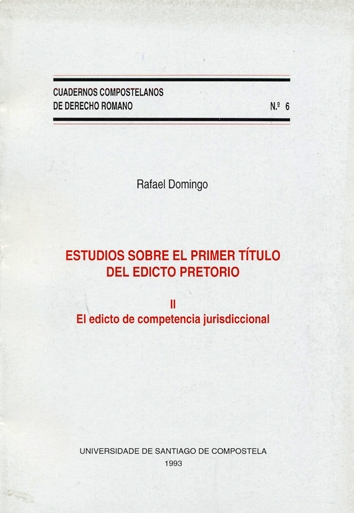 CUADERNOS COMPOSTELANOS
DE DERECHO ROMANO N.º 6
Rafael Domingo
ESTUDIOS SOBRE EL PRIMER TÍTULO
DEL EDICTO PRETORIO
II
El edicto de competencia jurisdiccional
UNIVERSIDADE DE SANTIAGO DE COMPOSTELA
1993